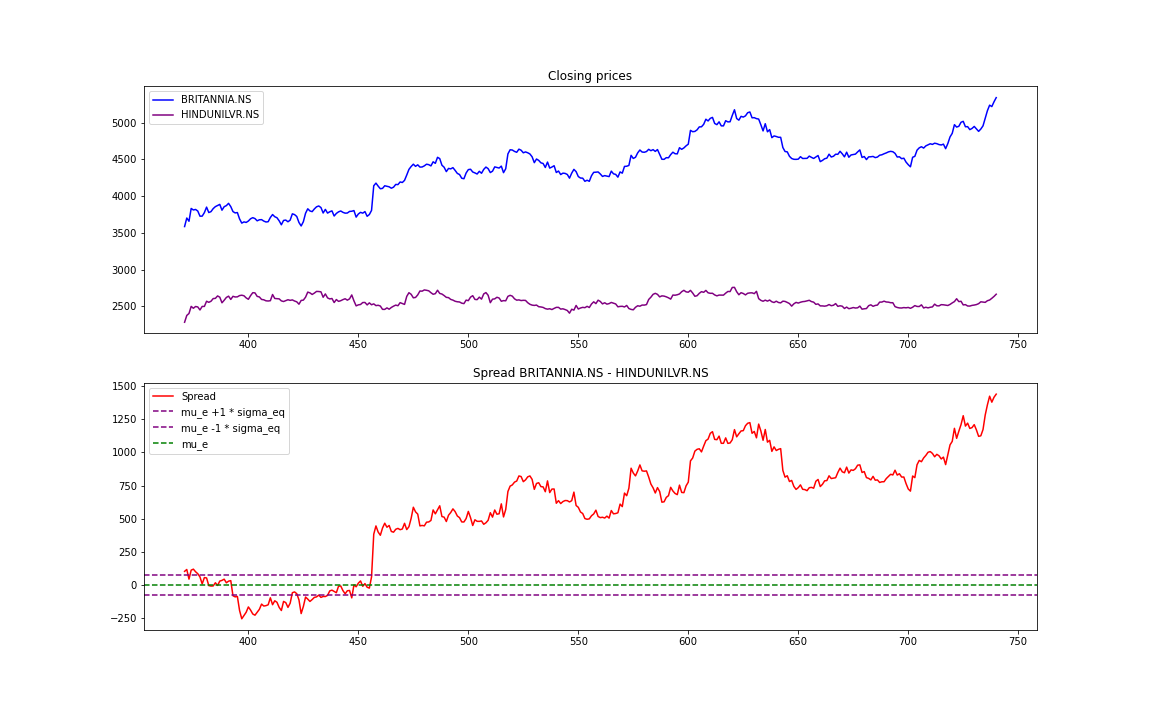 Closing prices
BRITANNIA.NS
HINDUNILVR.NS
5000
4500
4000
3500
3000
2500
400 450 500 550 600 650 700 750
Spread BRITANNIA.NS - HINDUNILVR.NS
Spread
mu_e +1 * sigma_eq
mu_e -1 * sigma_eq
mu_e
1500
1250
1000
750
500
250
0
−250
400 450 500 550 600 650 700 750